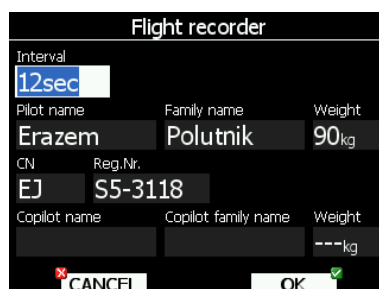 Flight recorder
Interval
12sec
Pilot name Family name Weight
Erazem Polutnik 90kg
CN Reg.Nr.
EJ S5-3118
Copilot name Copilot family name Weight
---kg
CANCEL OK